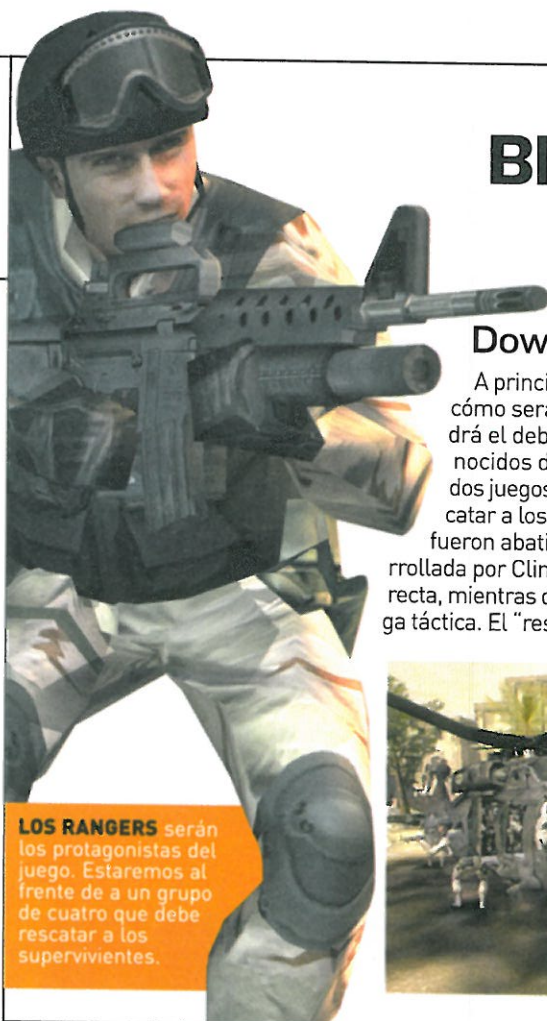 Bl
Dow
A princi
cómo será
drá el deb
nocidos d
dos juegos
catar a los
fueron abati
rrollada por Clin
recta, mientras
ga táctica. El “res
LOS RANGERS serán
los protagonistas del
juego. Estaremos al
frente de a un grupo
de cuatro que debe
rescatar a los
supervivientes.